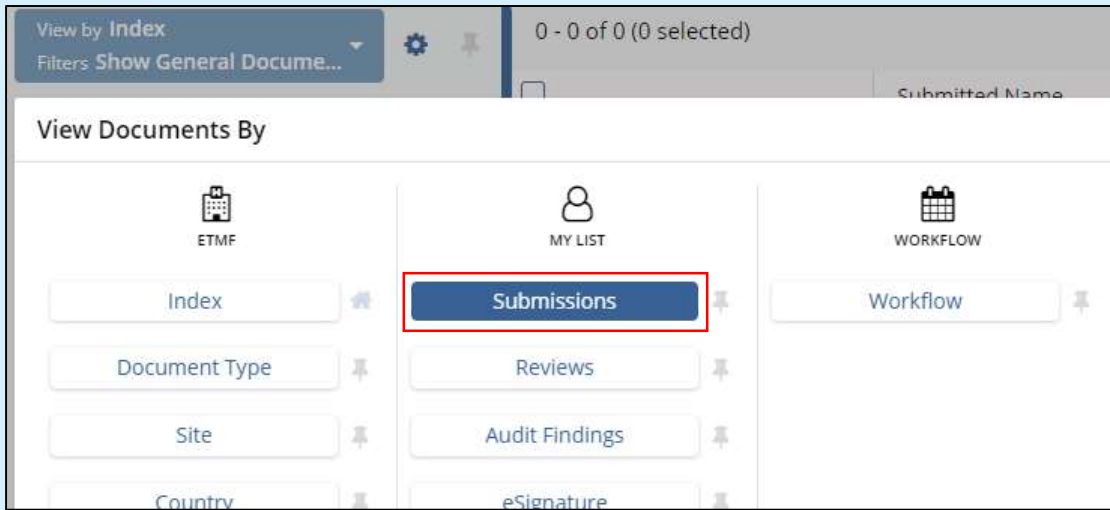 View by Index
Filters Show General Docume...
0 - 0 of 0 (0 selected)
Submitted Name
View Documents By
ETMF
MY LIST
WORKFLOW
Index
Submissions
Workflow
Document Type
Reviews
Site
Audit Findings
Country
eSignature